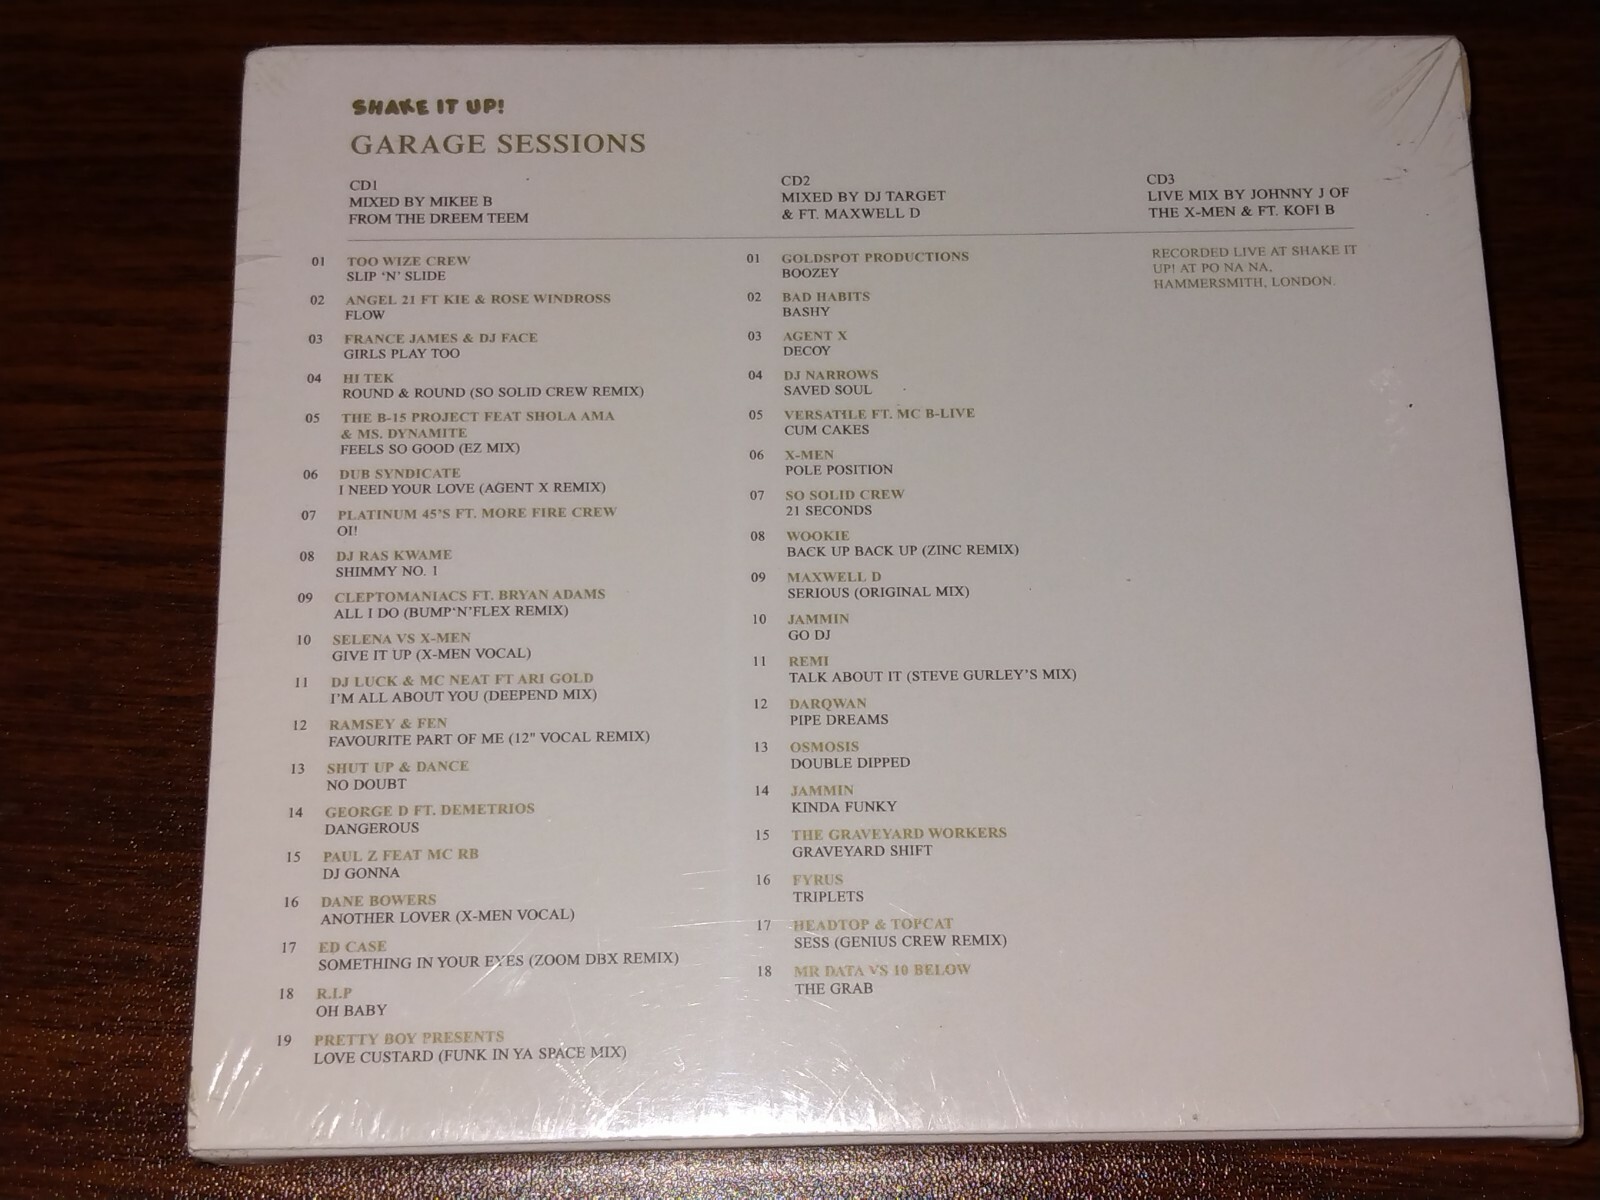 SHAKE IT UP!
GARAGE SESSIONS
CD1
MIXED BY MIKEE B
FROM THE DREEM TEEM
01 TOO WIZE CREW
SLIP 'N' SLIDE
02 ANGEL 21 FT KIE & ROSE WINDROSS
FLOW
03 FRANCE JAMES & DJ FACE
GIRLS PLAY TOO
04 HI TEK
ROUND & ROUND (SO SOLID CREW REMIX)
05 THE B-15 PROJECT FEAT SHOLA AMA
& MS. DYNAMITE
FEELS SO GOOD (EZ MIX)
06 DUB SYNDICATE
I NEED YOUR LOVE (AGENT X REMIX)
07 PLATINUM 45'S FT. MORE FIRE CREW
OI!
08 DJ RAS KWAME
SHIMMY NO. 1
09 CLEPTOMANIACS FT. BRYAN ADAMS
ALL I DO (BUMP'N'FLEX REMIX)
10 SELENA VS X-MEN
GIVE IT UP (X-MEN VOCAL)
11 DJ LUCK & MC NEAT FT ARI GOLD
I'M ALL ABOUT YOU (DEEPEND MIX)
12 RAMSEY & FEN
FAVOURITE PART OF ME (12" VOCAL REMIX)
13 SHUT UP & DANCE
NO DOUBT
14 GEORGE D FT. DEMETRIOS
DANGEROUS
15 PAUL Z FEAT MC RB
DJ GONNA
16 DANE BOWERS
ANOTHER LOVER (X-MEN VOCAL)
17 ED CASE
SOMETHING IN YOUR EYES (ZOOM DBX REMIX)
18 R.I.P
OH BABY
19 PRETTY BOY PRESENTS
LOVE CUSTARD (FUNK IN YA SPACE MIX)
CD2
MIXED BY DJ TARGET
& FT. MAXWELL D
01 GOLDSPOT PRODUCTIONS
BOOZEY
02 BAD HABITS
BASHY
03 AGENT X
DECOY
04 DJ NARROWS
SAVED SOUL
05 VERSATILE FT. MC B-LIVE
CUM CAKES
06 X-MEN
POLE POSITION
07 SO SOLID CREW
21 SECONDS
08 WOOKIE
BACK UP BACK UP (ZINC REMIX)
09 MAXWELL D
SERIOUS (ORIGINAL MIX)
10 JAMMIN
GO DJ
11 REMI
TALK ABOUT IT (STEVE GURLEY'S MIX)
12 DARQWAN
PIPE DREAMS
13 OSMOSIS
DOUBLE DIPPED
14 JAMMIN
KINDA FUNKY
15 THE GRAVEYARD WORKERS
GRAVEYARD SHIFT
16 FYRUS
TRIPLETS
17 HEADTOP & TOPCAT
SESS (GENIUS CREW REMIX)
18 MR DATA VS 10 BELOW
THE GRAB
CD3
LIVE MIX BY JOHNNY J OF
THE X-MEN & FT. KOFI B
RECORDED LIVE AT SHAKE IT
UP! AT PO NA NA,
HAMMERSMITH, LONDON.